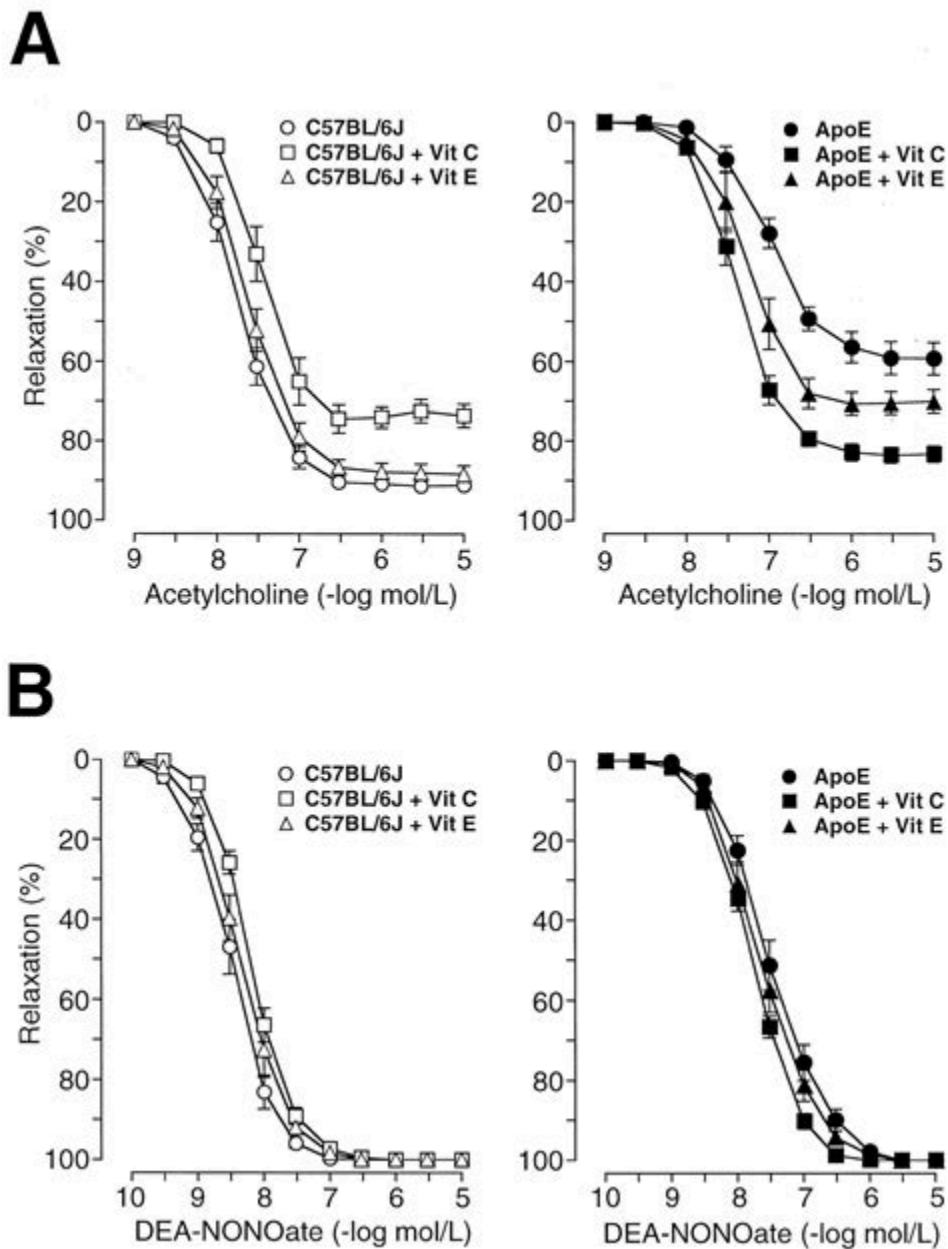 A
0
20
40
60
80
100
Relaxation (%)
C57BL/6J
C57BL/6J + Vit C
C57BL/6J + Vit E
9 8 7 6 5
Acetylcholine (-log mol/L)
0
20
40
60
80
100
ApoE
ApoE + Vit C
ApoE + Vit E
9 8 7 6 5
Acetylcholine (-log mol/L)
B
0
20
40
60
80
100
Relaxation (%)
C57BL/6J
C57BL/6J + Vit C
C57BL/6J + Vit E
10 9 8 7 6 5
DEA-NONOate (-log mol/L)
0
20
40
60
80
100
ApoE
ApoE + Vit C
ApoE + Vit E
10 9 8 7 6 5
DEA-NONOate (-log mol/L)